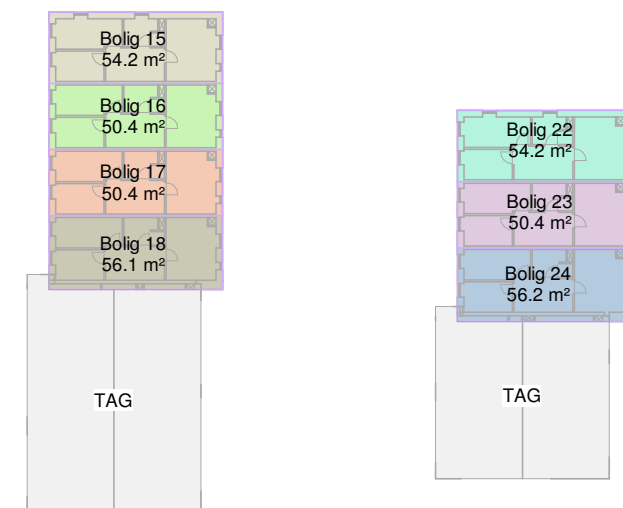 Bolig 15
54.2 m²
Bolig 16
50.4 m²
Bolig 17
50.4 m²
Bolig 18
56.1 m²
TAG
Bolig 22
54.2 m²
Bolig 23
50.4 m²
Bolig 24
56.2 m²
TAG